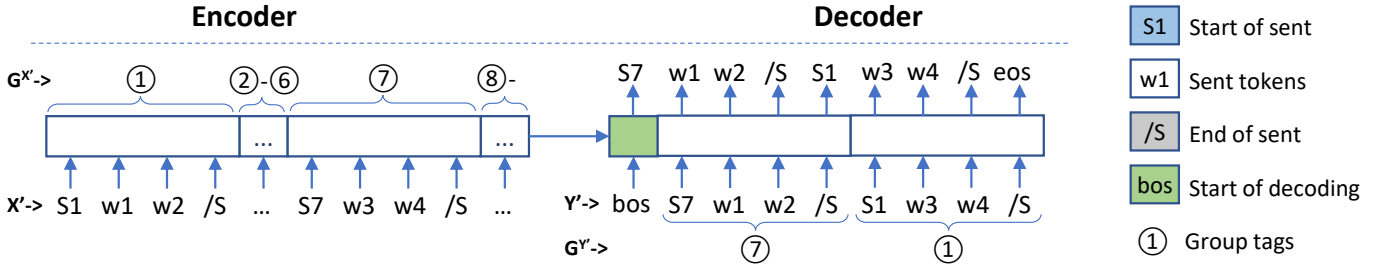 Encoder Decoder
S1 Start of sent
Gˣ'-> ① ②-⑥ ⑦ ⑧- S7 w1 w2 /S S1 w3 w4 /S eos
w1 Sent tokens
... ...
/S End of sent
X'-> S1 w1 w2 /S ... S7 w3 w4 /S ... Y'-> bos S7 w1 w2 /S S1 w3 w4 /S
bos Start of decoding
Gʸ'-> ⑦ ①
① Group tags